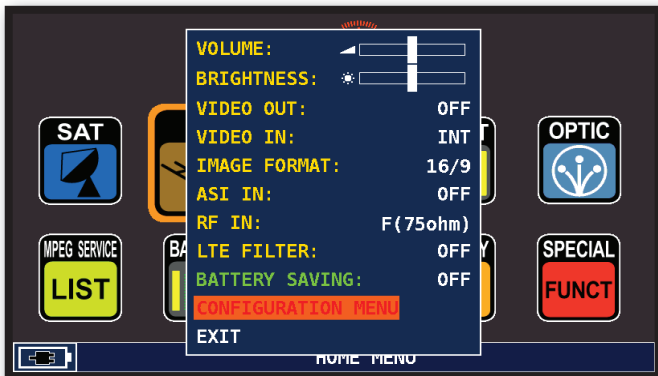 VOLUME:
BRIGHTNESS:
VIDEO OUT: OFF
VIDEO IN: INT
IMAGE FORMAT: 16/9
ASI IN: OFF
RF IN: F(75ohm)
LTE FILTER: OFF
BATTERY SAVING: OFF
CONFIGURATION MENU
EXIT
SAT
OPTIC
MPEG SERVICE
LIST
SPECIAL
FUNCT
HOME MENU